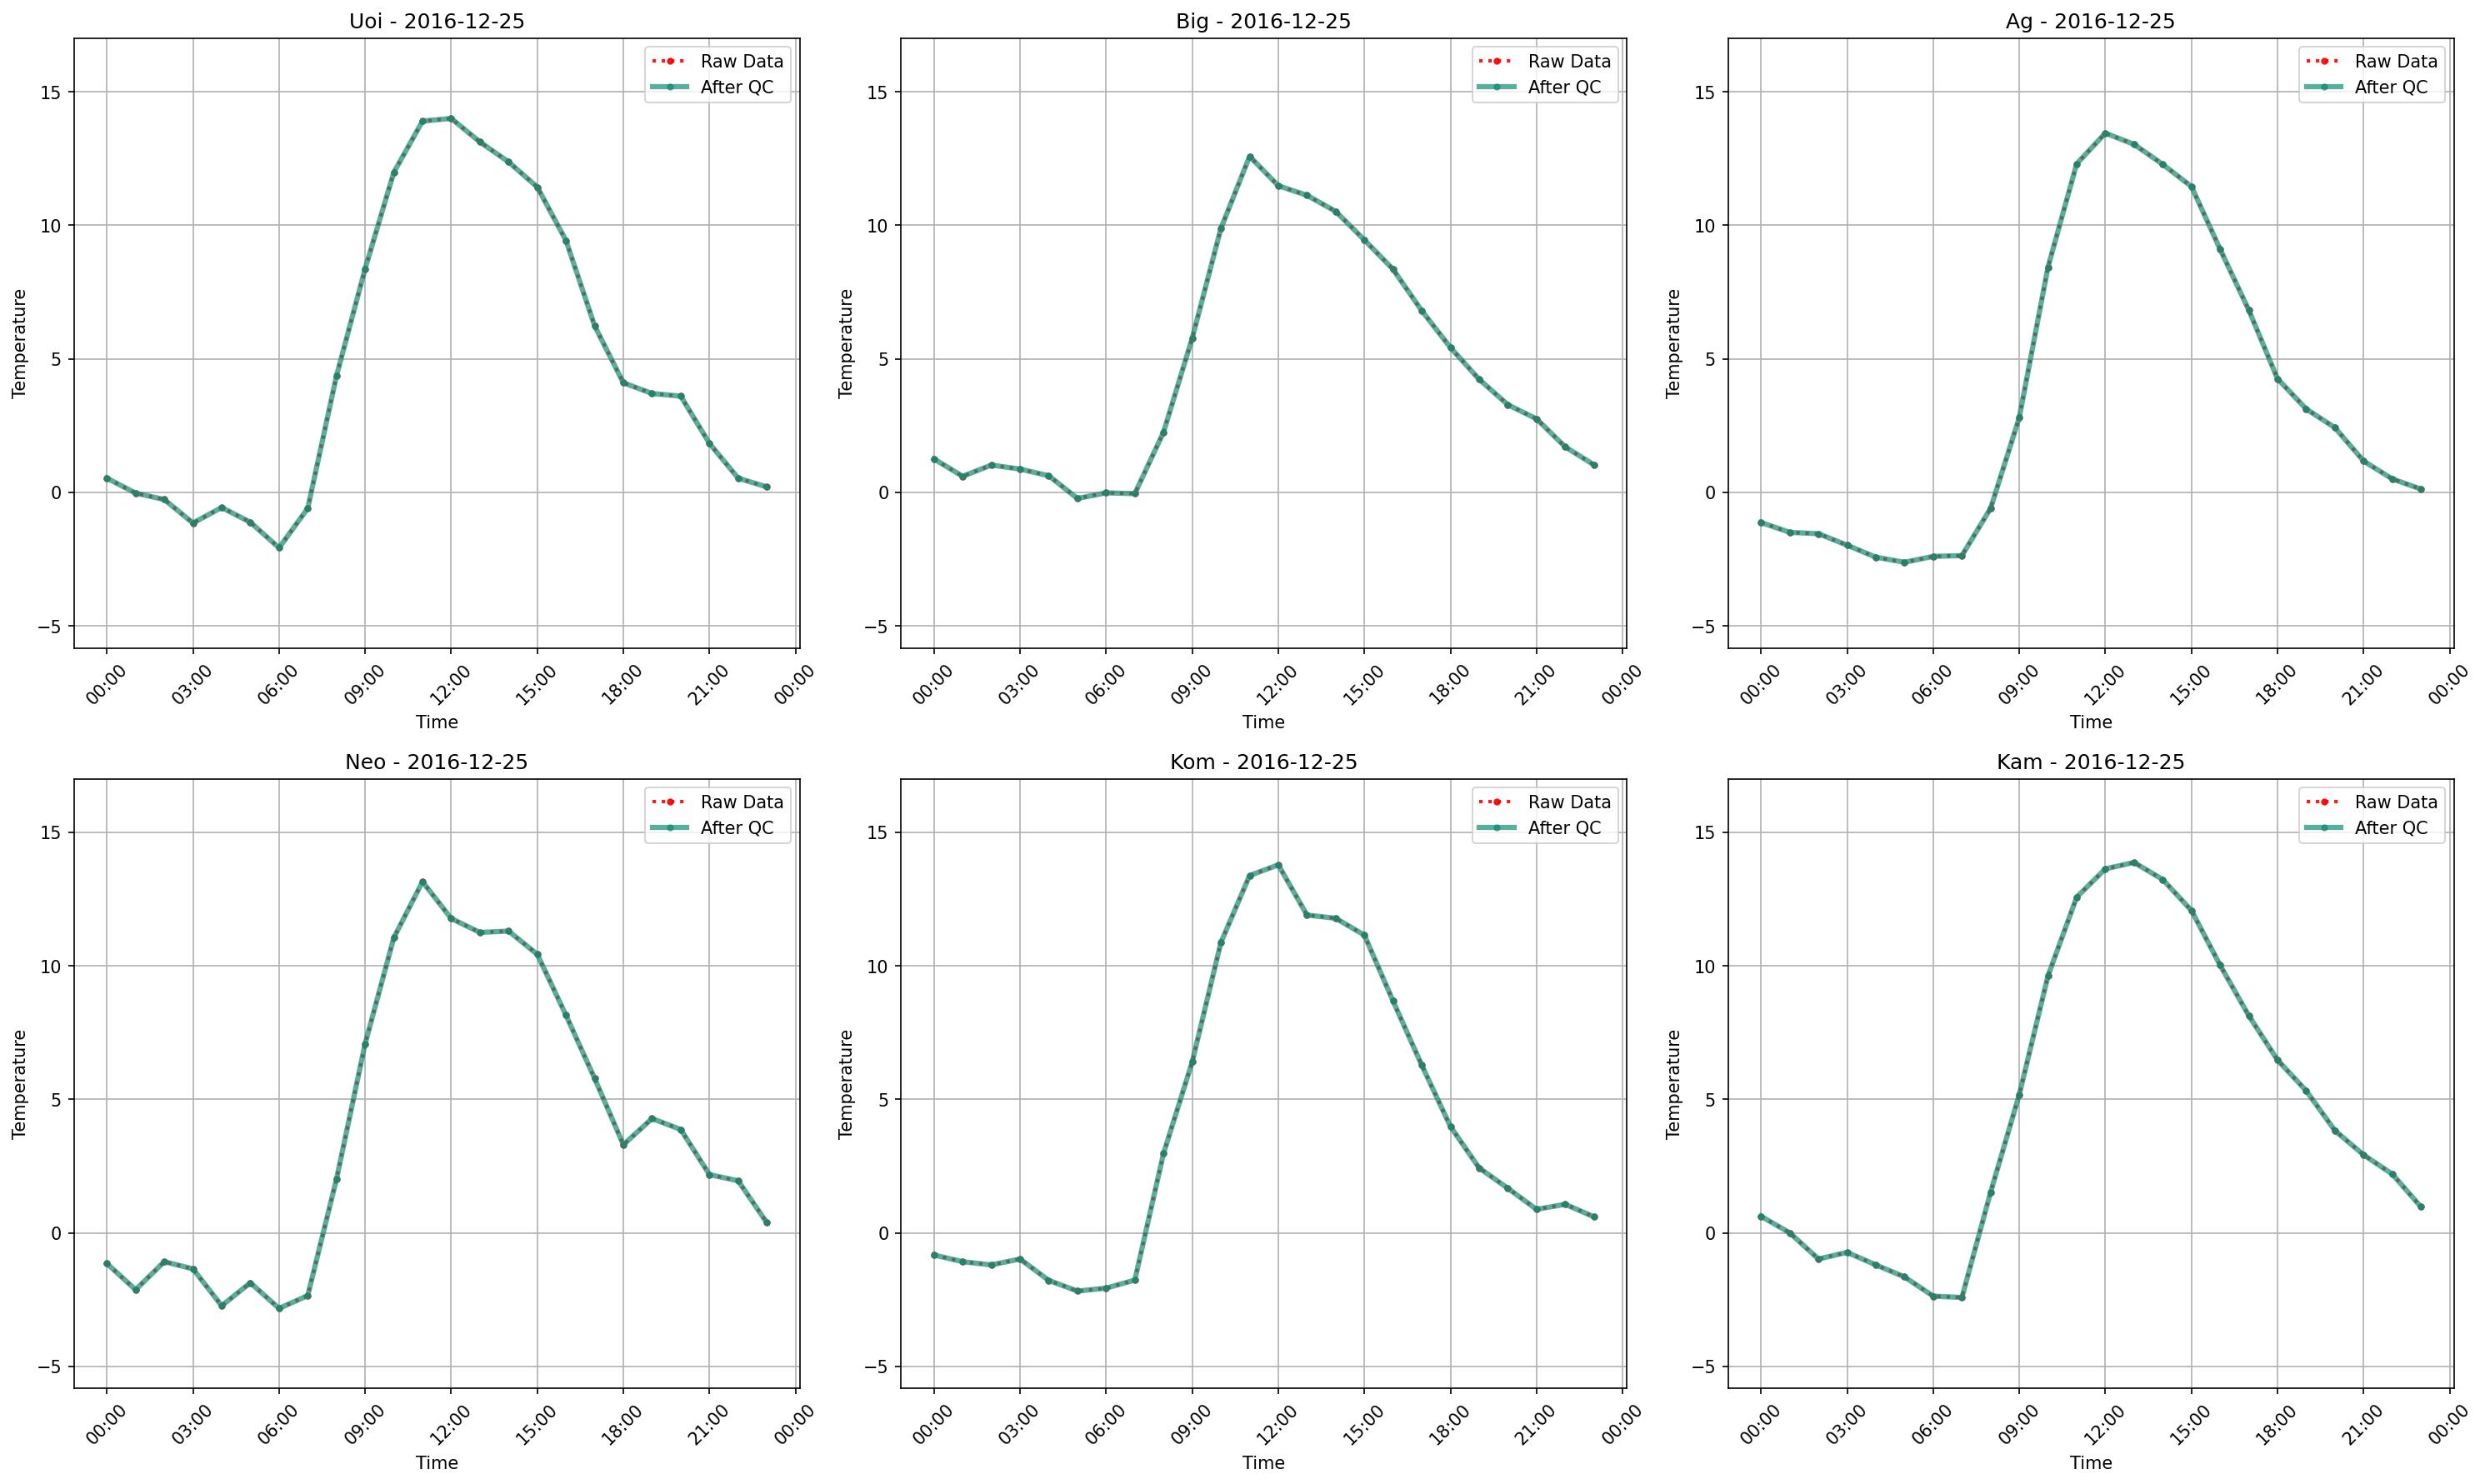 Uoi - 2016-12-25
Raw Data
After QC
15
10
5
0
−5
Temperature
00:00
03:00
06:00
09:00
12:00
15:00
18:00
21:00
00:00
Time
Big - 2016-12-25
Raw Data
After QC
15
10
5
0
−5
Temperature
00:00
03:00
06:00
09:00
12:00
15:00
18:00
21:00
00:00
Time
Ag - 2016-12-25
Raw Data
After QC
15
10
5
0
−5
Temperature
00:00
03:00
06:00
09:00
12:00
15:00
18:00
21:00
00:00
Time
Neo - 2016-12-25
Raw Data
After QC
15
10
5
0
−5
Temperature
00:00
03:00
06:00
09:00
12:00
15:00
18:00
21:00
00:00
Time
Kom - 2016-12-25
Raw Data
After QC
15
10
5
0
−5
Temperature
00:00
03:00
06:00
09:00
12:00
15:00
18:00
21:00
00:00
Time
Kam - 2016-12-25
Raw Data
After QC
15
10
5
0
−5
Temperature
00:00
03:00
06:00
09:00
12:00
15:00
18:00
21:00
00:00
Time